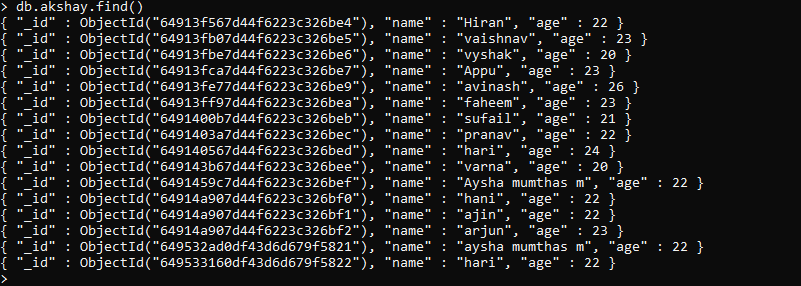 > db.akshay.find()
{ "_id" : ObjectId("64913f567d44f6223c326be4"), "name" : "Hiran", "age" : 22 }
{ "_id" : ObjectId("64913fb07d44f6223c326be5"), "name" : "vaishnav", "age" : 23 }
{ "_id" : ObjectId("64913fbe7d44f6223c326be6"), "name" : "vyshak", "age" : 20 }
{ "_id" : ObjectId("64913fca7d44f6223c326be7"), "name" : "Appu", "age" : 23 }
{ "_id" : ObjectId("64913fe77d44f6223c326be9"), "name" : "avinash", "age" : 26 }
{ "_id" : ObjectId("64913ff97d44f6223c326bea"), "name" : "faheem", "age" : 23 }
{ "_id" : ObjectId("6491400b7d44f6223c326beb"), "name" : "sufail", "age" : 21 }
{ "_id" : ObjectId("6491403a7d44f6223c326bec"), "name" : "pranav", "age" : 22 }
{ "_id" : ObjectId("649140567d44f6223c326bed"), "name" : "hari", "age" : 24 }
{ "_id" : ObjectId("649143b67d44f6223c326bee"), "name" : "varna", "age" : 20 }
{ "_id" : ObjectId("6491459c7d44f6223c326bef"), "name" : "Aysha mumthas m", "age" : 22 }
{ "_id" : ObjectId("64914a907d44f6223c326bf0"), "name" : "hani", "age" : 22 }
{ "_id" : ObjectId("64914a907d44f6223c326bf1"), "name" : "ajin", "age" : 22 }
{ "_id" : ObjectId("64914a907d44f6223c326bf2"), "name" : "arjun", "age" : 23 }
{ "_id" : ObjectId("649532ad0df43d6d679f5821"), "name" : "aysha mumthas m", "age" : 22 }
{ "_id" : ObjectId("649533160df43d6d679f5822"), "name" : "hari", "age" : 22 }
>